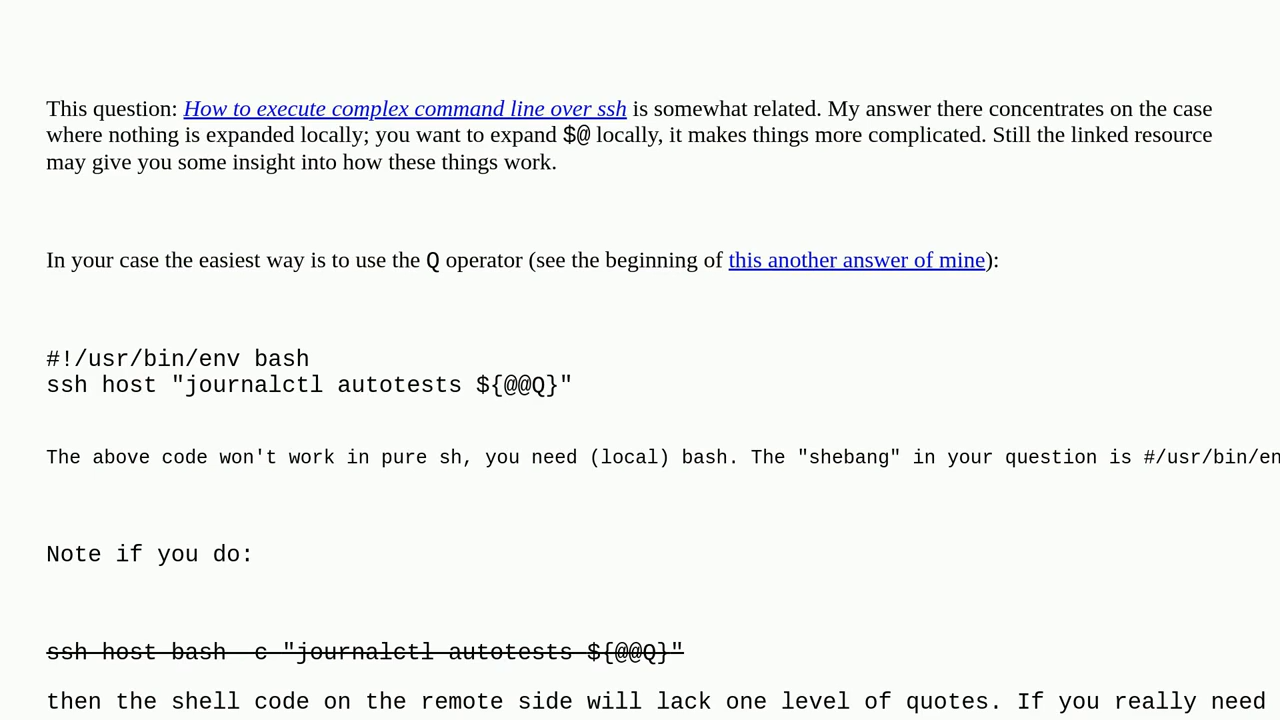 This question: How to execute complex command line over ssh is somewhat related. My answer there concentrates on the case
where nothing is expanded locally; you want to expand $@ locally, it makes things more complicated. Still the linked resource
may give you some insight into how these things work.
In your case the easiest way is to use the Q operator (see the beginning of this another answer of mine):
#!/usr/bin/env bash
ssh host "journalctl autotests ${@@Q}"
The above code won't work in pure sh, you need (local) bash. The "shebang" in your question is #/usr/bin/en
Note if you do:
ssh host bash -c "journalctl autotests ${@@Q}"
then the shell code on the remote side will lack one level of quotes. If you really need